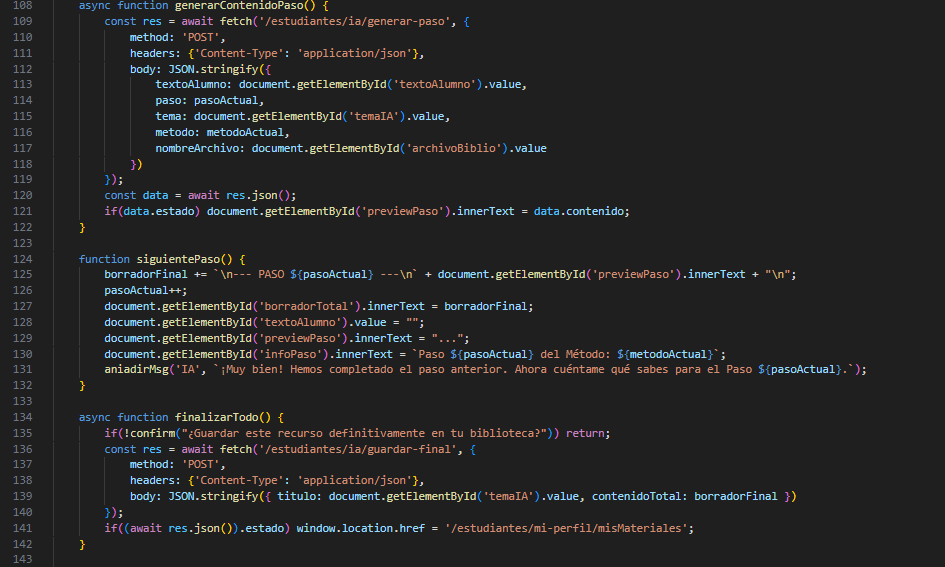 108 async function generarContenidoPaso() {
109 const res = await fetch('/estudiantes/ia/generar-paso', {
110 method: 'POST',
111 headers: {'Content-Type': 'application/json'},
112 body: JSON.stringify({
113 textoAlumno: document.getElementById('textoAlumno').value,
114 paso: pasoActual,
115 tema: document.getElementById('temaIA').value,
116 metodo: metodoActual,
117 nombreArchivo: document.getElementById('archivoBiblio').value
118 })
119 });
120 const data = await res.json();
121 if(data.estado) document.getElementById('previewPaso').innerText = data.contenido;
122 }
123
124 function siguientePaso() {
125 borradorFinal += `\n--- PASO ${pasoActual} ---\n` + document.getElementById('previewPaso').innerText + "\n";
126 pasoActual++;
127 document.getElementById('borradorTotal').innerText = borradorFinal;
128 document.getElementById('textoAlumno').value = "";
129 document.getElementById('previewPaso').innerText = "...";
130 document.getElementById('infoPaso').innerText = `Paso ${pasoActual} del Método: ${metodoActual}`;
131 aniadirMsg('IA', `¡Muy bien! Hemos completado el paso anterior. Ahora cuéntame qué sabes para el Paso ${pasoActual}.`);
132 }
133
134 async function finalizarTodo() {
135 if(!confirm("¿Guardar este recurso definitivamente en tu biblioteca?")) return;
136 const res = await fetch('/estudiantes/ia/guardar-final', {
137 method: 'POST',
138 headers: {'Content-Type': 'application/json'},
139 body: JSON.stringify({ titulo: document.getElementById('temaIA').value, contenidoTotal: borradorFinal })
140 });
141 if((await res.json()).estado) window.location.href = '/estudiantes/mi-perfil/misMateriales';
142 }
143